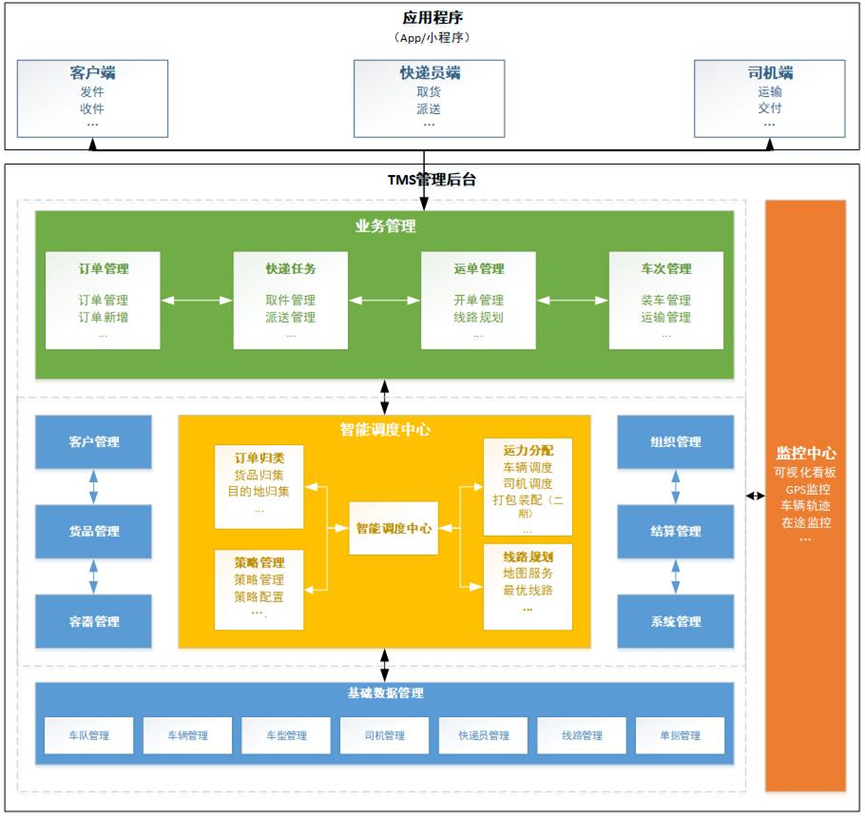 应用程序
（App/小程序）
客户端
发件
收件
...
快递员端
取货
派送
...
司机端
运输
交付
...
TMS管理后台
业务管理
订单管理
订单管理
订单新增
...
快递任务
取件管理
派送管理
...
运单管理
开单管理
线路规划
...
车次管理
装车管理
运输管理
...
客户管理
货品管理
容器管理
智能调度中心
订单归类
货品归集
目的地归集
...
策略管理
策略管理
策略配置
....
智能调度中心
运力分配
车辆调度
司机调度
打包装配（二
期）
...
线路规划
地图服务
最优线路
...
组织管理
结算管理
系统管理
监控中心
可视化看板
GPS监控
车辆轨迹
在途监控
...
基础数据管理
车队管理
车辆管理
车型管理
司机管理
快递员管理
线路管理
单据管理